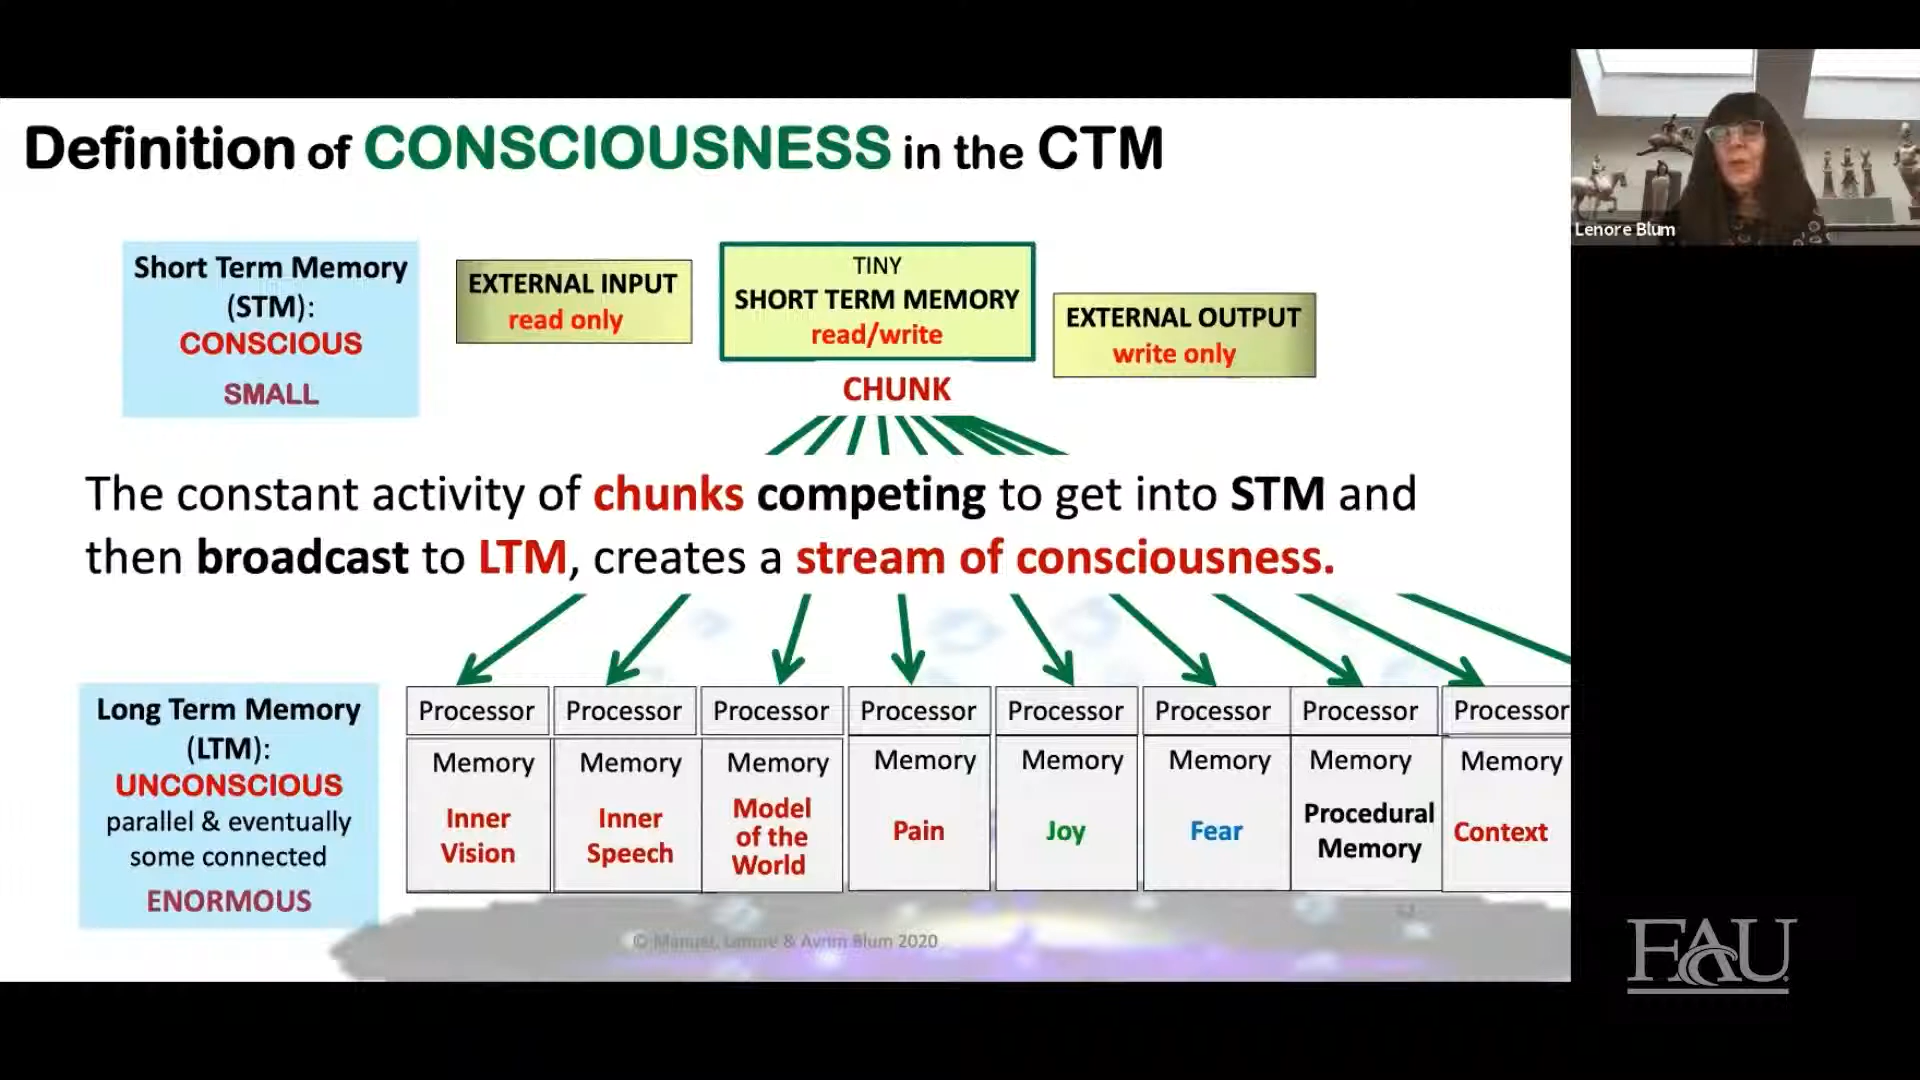 Definition of CONSCIOUSNESS in the CTM
Lenore Blum
Short Term Memory
(STM):
CONSCIOUS
SMALL
EXTERNAL INPUT
read only
TINY
SHORT TERM MEMORY
read/write
CHUNK
EXTERNAL OUTPUT
write only
The constant activity of chunks competing to get into STM and
then broadcast to LTM, creates a stream of consciousness.
Long Term Memory
(LTM):
UNCONSCIOUS
parallel & eventually
some connected
ENORMOUS
Processor Processor Processor Processor Processor Processor Processor Processor
Memory Memory Memory Memory Memory Memory Memory Memory
Inner
Vision
Inner
Speech
Model
of the
World
Pain
Joy
Fear
Procedural
Memory
Context
© Manuel, Lenore & Avrim Blum 2020
FAU